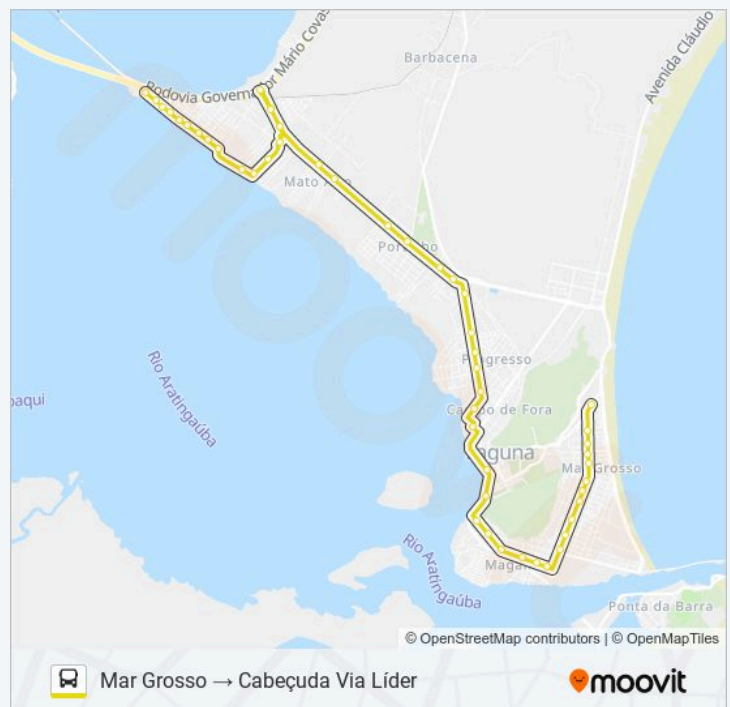 Barbacena
Rodovia Governador Mário Covas
Avenida Cláudio
Mato Alto
Portinho
Progresso
Rio Aratingaúba
paqui
Campo de Fora
Laguna
Mar Grosso
Rio Aratingaúba
Magalhães
Ponta da Barra
© OpenStreetMap contributors | © OpenMapTiles
Mar Grosso → Cabeçuda Via Líder
moovit